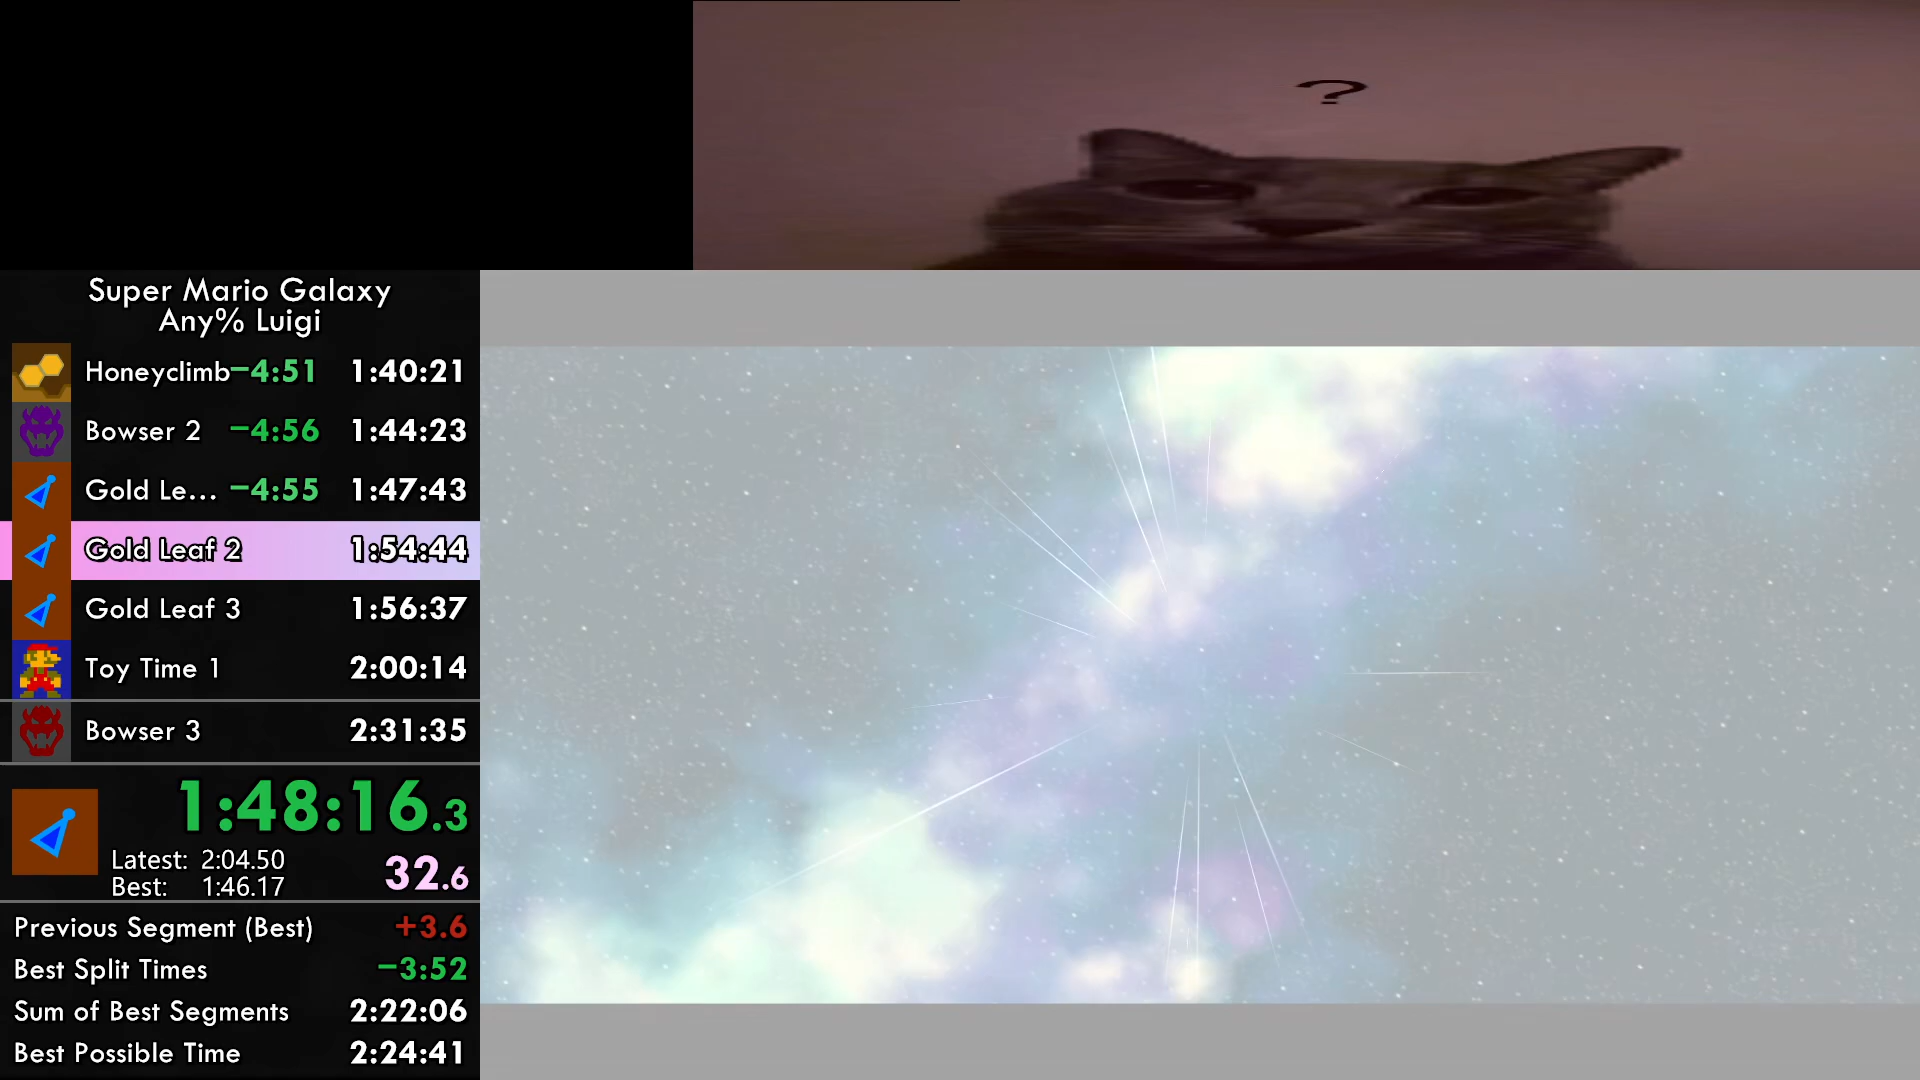 ?
Super Mario Galaxy
Any% Luigi
Honeyclimb -4:51 1:40:21
Bowser 2 -4:56 1:44:23
Gold Le... -4:55 1:47:43
Gold Leaf 2 1:54:44
Gold Leaf 3 1:56:37
Toy Time 1 2:00:14
Bowser 3 2:31:35
1:48:16.3
Latest: 2:04.50
Best: 1:46.17
32.6
Previous Segment (Best) +3.6
Best Split Times -3:52
Sum of Best Segments 2:22:06
Best Possible Time 2:24:41